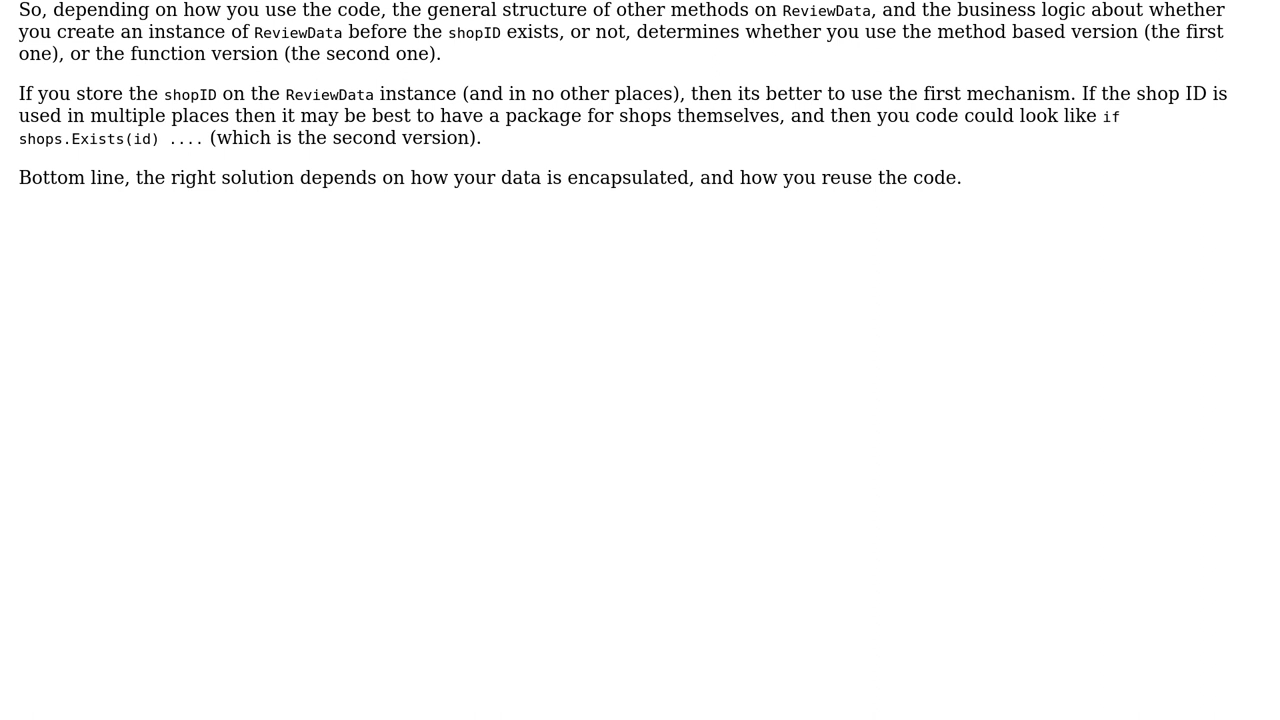 So, depending on how you use the code, the general structure of other methods on ReviewData, and the business logic about whether
you create an instance of ReviewData before the shopID exists, or not, determines whether you use the method based version (the first
one), or the function version (the second one).
If you store the shopID on the ReviewData instance (and in no other places), then its better to use the first mechanism. If the shop ID is
used in multiple places then it may be best to have a package for shops themselves, and then you code could look like if
shops.Exists(id) .... (which is the second version).
Bottom line, the right solution depends on how your data is encapsulated, and how you reuse the code.